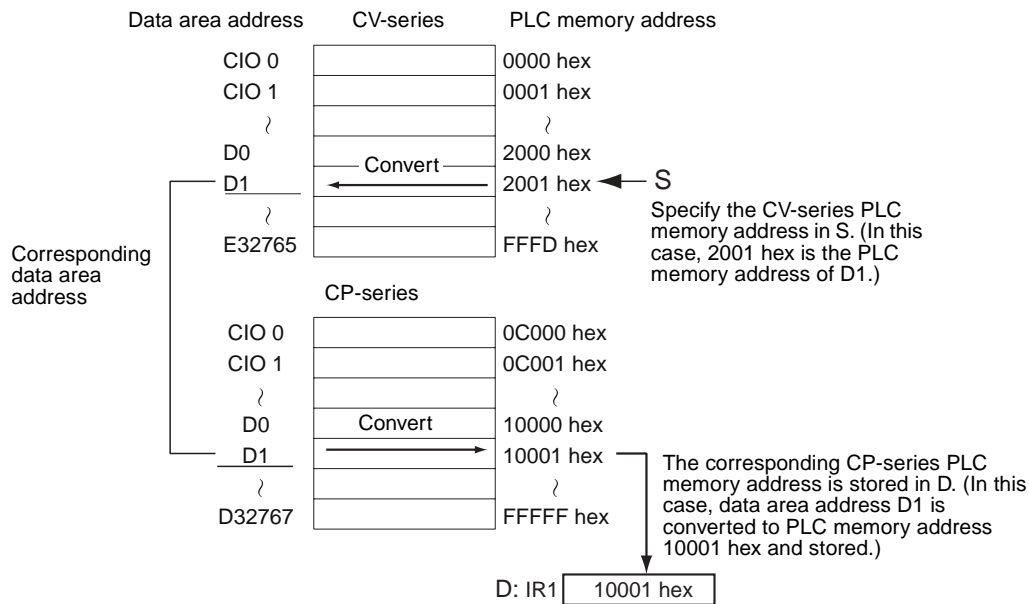 Data area address CV-series PLC memory address
CIO 0 0000 hex
CIO 1 0001 hex
~ ~
D0 2000 hex
Convert
D1 2001 hex S
~ ~
E32765 FFFD hex
Specify the CV-series PLC
memory address in S. (In this
case, 2001 hex is the PLC
memory address of D1.)
Corresponding
data area
address
CP-series
CIO 0 0C000 hex
CIO 1 0C001 hex
~ ~
D0 Convert 10000 hex
D1 10001 hex
~ ~
D32767 FFFFF hex
The corresponding CP-series PLC
memory address is stored in D. (In this
case, data area address D1 is
converted to PLC memory address
10001 hex and stored.)
D: IR1 10001 hex